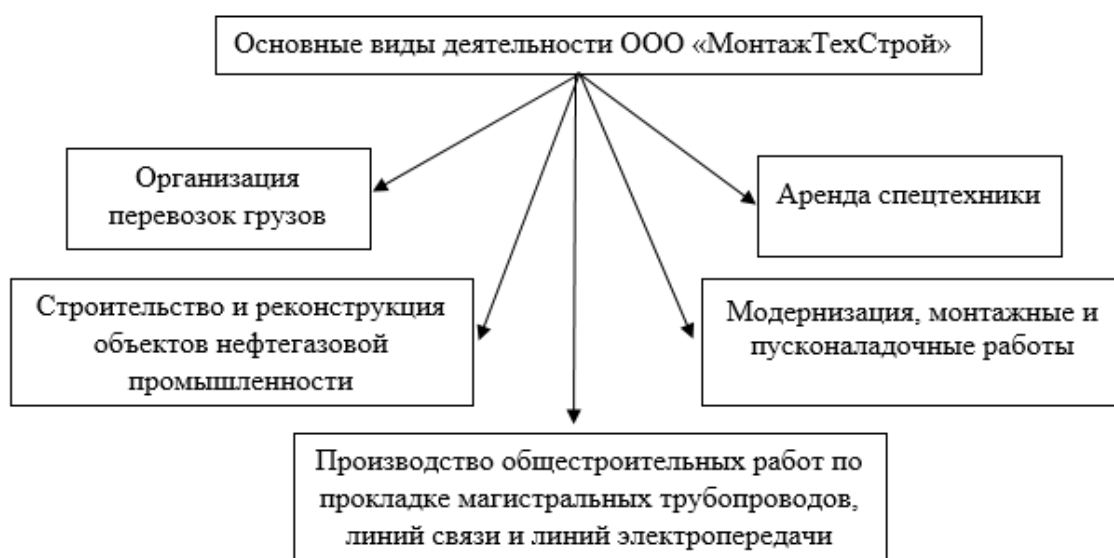 Основные виды деятельности ООО «МонтажТехСтрой»
Организация
перевозок грузов
Аренда спецтехники
Строительство и реконструкция
объектов нефтегазовой
промышленности
Модернизация, монтажные и
пусконаладочные работы
Производство общестроительных работ по
прокладке магистральных трубопроводов,
линий связи и линий электропередачи